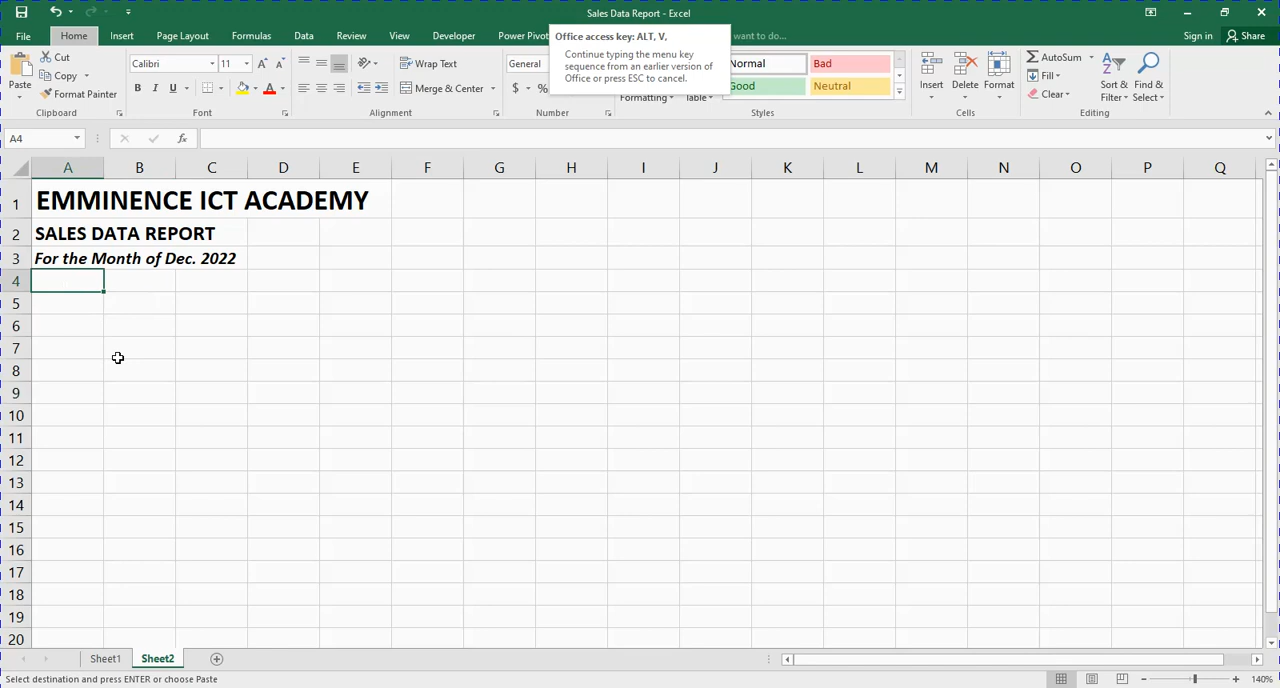 Sales Data Report - Excel
File Home Insert Page Layout Formulas Data Review View Developer Power Pivot want to do... Sign in Share
Office access key: ALT, V,
Continue typing the menu key
sequence from an earlier version of
Office or press ESC to cancel.
Paste
Cut
Copy
Format Painter
Clipboard
Calibri
B I U A
Font
Wrap Text
Merge & Center
Alignment
General
$ %
Number
Formatting Table
Normal Bad
Good Neutral
Styles
Insert Delete Format
Cells
AutoSum
Fill
Clear
Sort & Filter
Find & Select
Editing
A4 fx
A B C D E F G H I J K L M N O P Q
1 EMMINENCE ICT ACADEMY
2 SALES DATA REPORT
3 For the Month of Dec. 2022
4
5
6
7
8
9
10
11
12
13
14
15
16
17
18
19
20
Sheet1 Sheet2
Select destination and press ENTER or choose Paste
140%